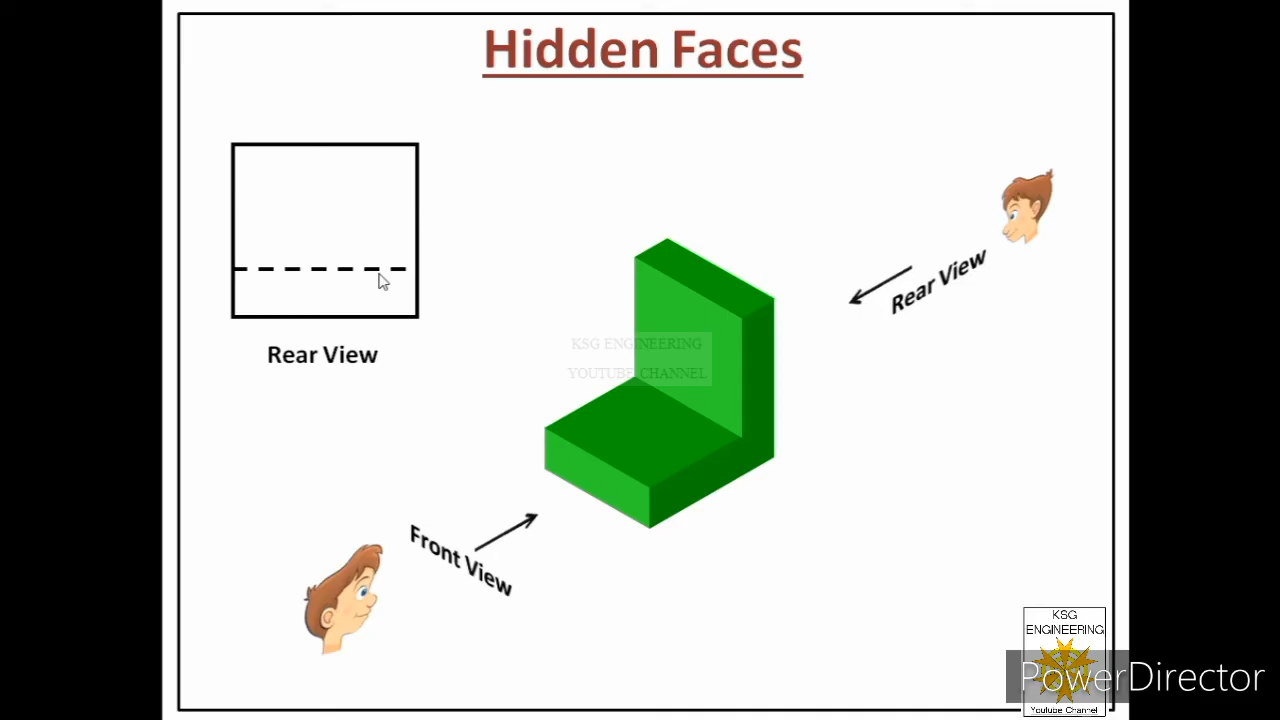 Hidden Faces
Rear View
Rear View
KSG ENGINEERING
YOUTUBE CHANNEL
Front View
KSG
ENGINEERING
PowerDirector
Youtube Channel